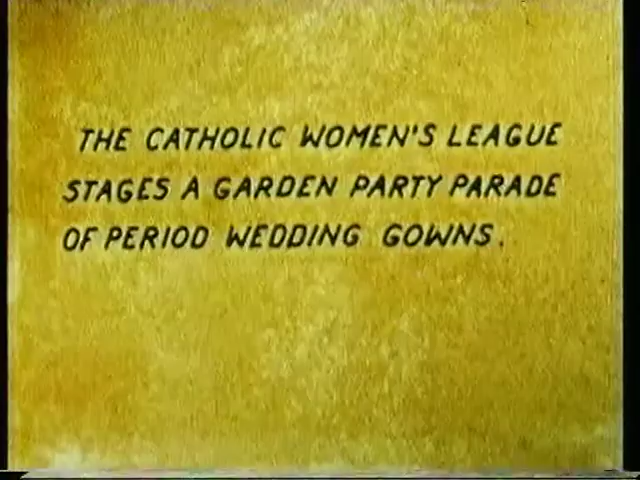 THE CATHOLIC WOMEN'S LEAGUE
STAGES A GARDEN PARTY PARADE
OF PERIOD WEDDING GOWNS.